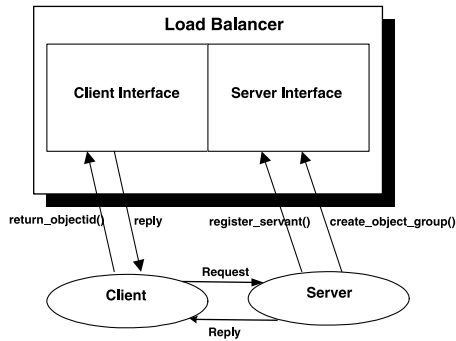 Load Balancer
Client Interface
Server Interface
return_objectid()
reply
register_servant()
create_object_group()
Request
Client
Server
Reply